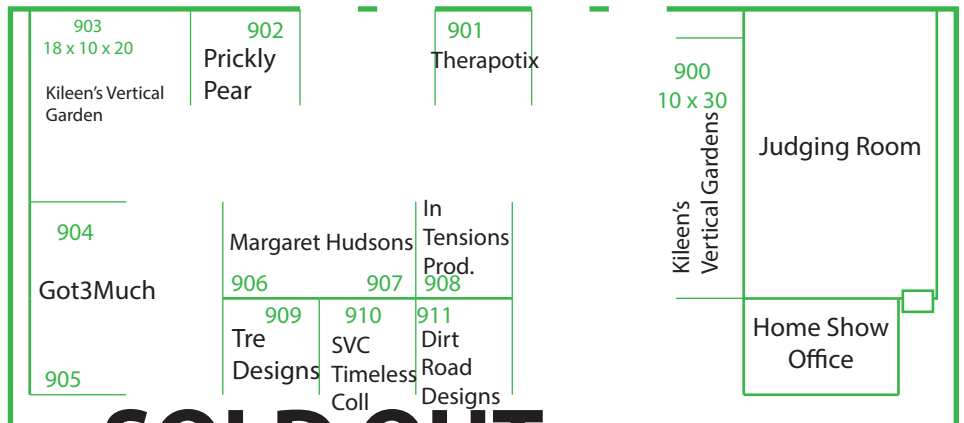 903
18 x 10 x 20
Kileen's Vertical
Garden
902
Prickly
Pear
901
Therapotix
900
10 x 30
Kileen's
Vertical Gardens
Judging Room
904
Got3Much
905
Margaret Hudsons
906
907
In
Tensions
Prod.
908
909
Tre
Designs
910
SVC
Timeless
Coll
911
Dirt
Road
Designs
Home Show
Office
SOLD OUT